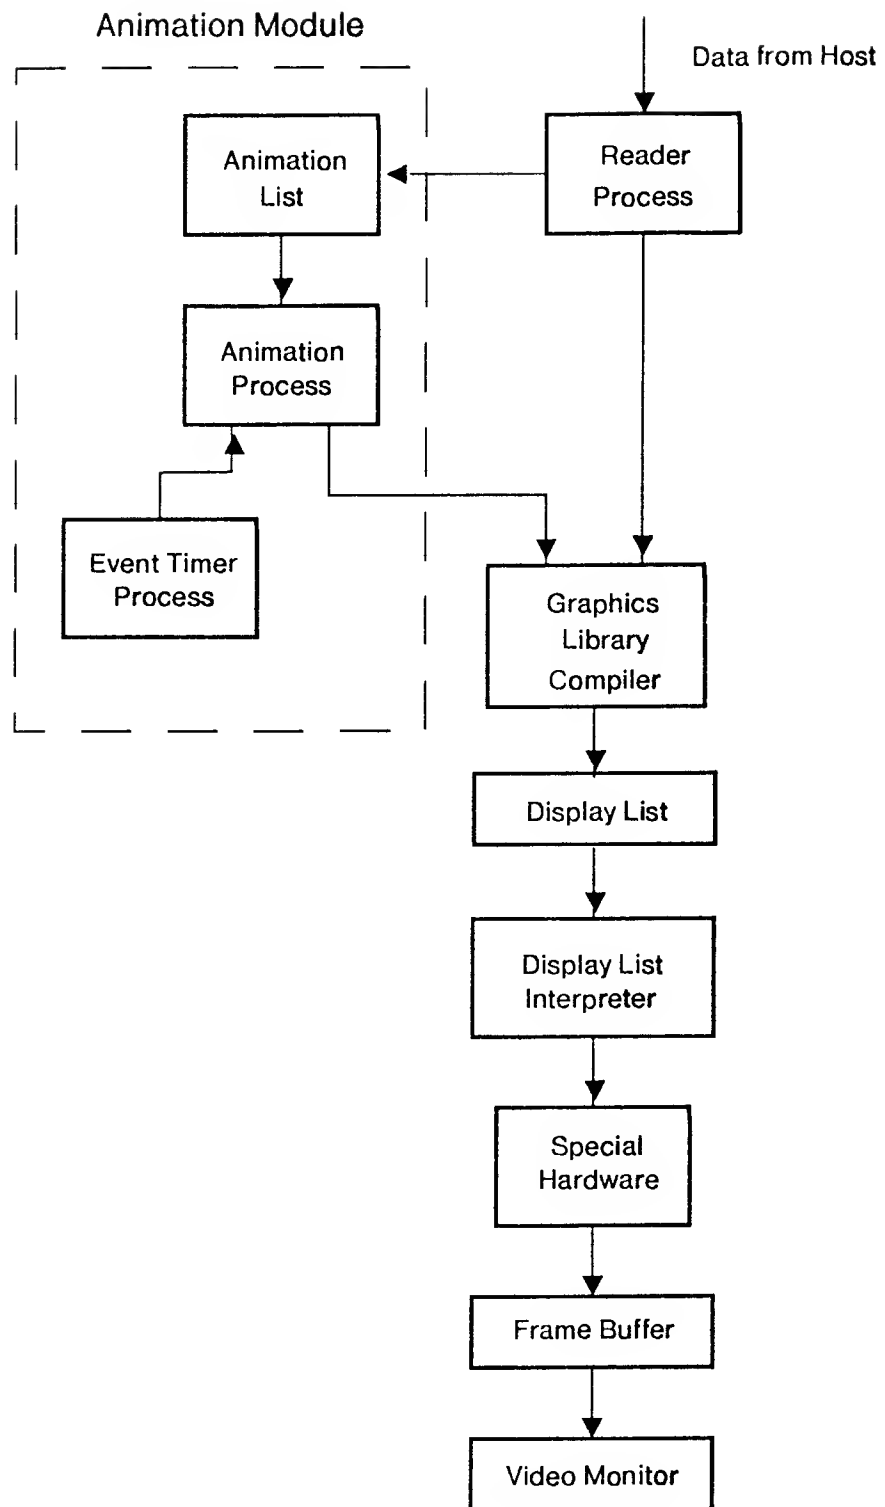 Animation Module
Data from Host
Animation
List
Reader
Process
Animation
Process
Event Timer
Process
Graphics
Library
Compiler
Display List
Display List
Interpreter
Special
Hardware
Frame Buffer
Video Monitor